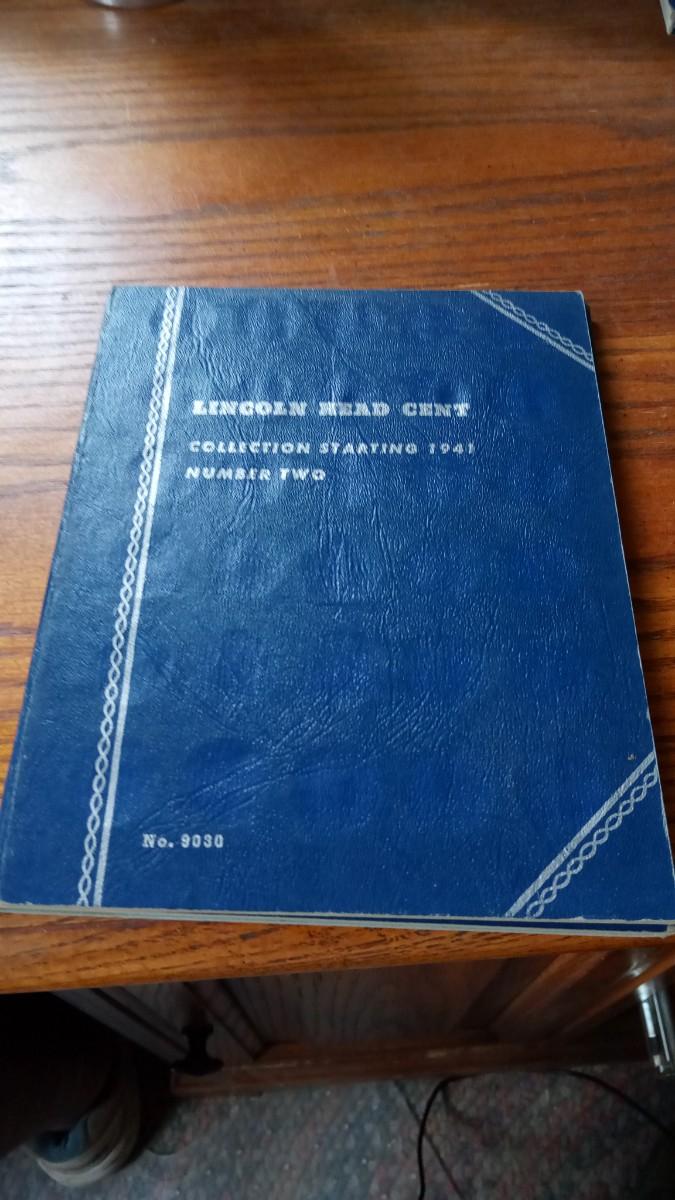 LINCOLN HEAD CENT
COLLECTION STARTING 1941
NUMBER TWO
No. 9030